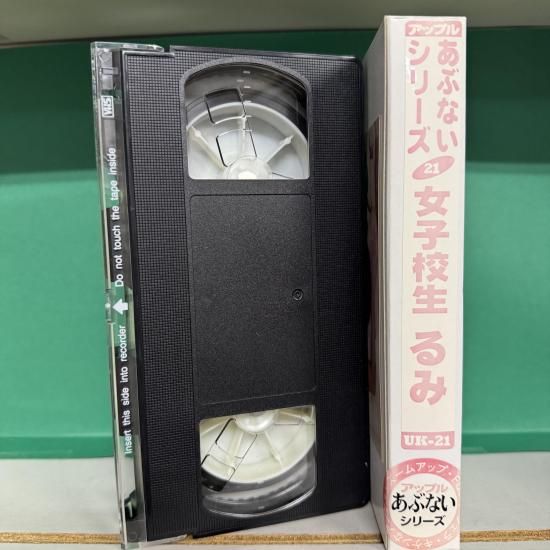 VHS
Insert this side into recorder ↑ Do not touch the tape inside
アップル
あぶない
シリーズ
21
女子校生 るみ
UK-21
アップル
あぶない
シリーズ